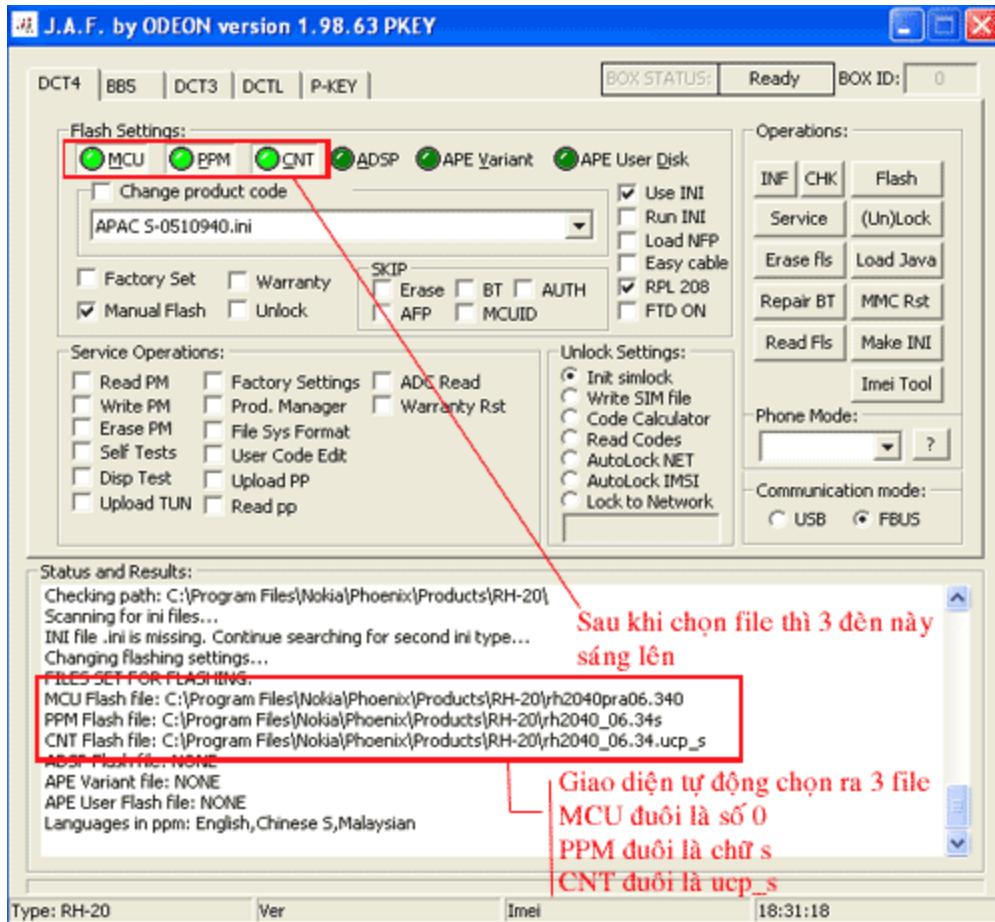 J.A.F. by ODEON version 1.98.63 PKEY
DCT4 BB5 DCT3 DCTL P-KEY
BOX STATUS: Ready BOX ID: 0
Flash Settings:
MCU PPM CNT ADSP APE Variant APE User Disk
Change product code
APAC S-0510940.ini
Use INI
Run INI
Load NFP
Easy cable
RPL 208
FTD ON
Factory Set Warranty
Manual Flash Unlock
SKIP
Erase BT AUTH
AFP MCUID
Operations:
INF CHK Flash
Service (Un)Lock
Erase fls Load Java
Repair BT MMC Rst
Read Fls Make INI
Imei Tool
Phone Mode:
?
Communication mode:
USB FBUS
Service Operations:
Read PM Factory Settings ADC Read
Write PM Prod. Manager Warranty Rst
Erase PM File Sys Format
Self Tests User Code Edit
Disp Test Upload PP
Upload TUN Read pp
Unlock Settings:
Init simlock
Write SIM file
Code Calculator
Read Codes
AutoLock NET
AutoLock IMSI
Lock to Network
Status and Results:
Checking path: C:\Program Files\Nokia\Phoenix\Products\RH-20\
Scanning for ini files...
INI file .ini is missing. Continue searching for second ini type...
Changing flashing settings...
FILES SET FOR FLASHING:
MCU Flash file: C:\Program Files\Nokia\Phoenix\Products\RH-20\rh2040pra06.340
PPM Flash file: C:\Program Files\Nokia\Phoenix\Products\RH-20\rh2040_06.34s
CNT Flash file: C:\Program Files\Nokia\Phoenix\Products\RH-20\rh2040_06.34.ucp_s
ADSP Flash file: NONE
APE Variant file: NONE
APE User Flash file: NONE
Languages in ppm: English,Chinese S,Malaysian
Sau khi chọn file thì 3 đèn này
sáng lên
Giao diện tự động chọn ra 3 file
MCU đuôi là số 0
PPM đuôi là chữ s
CNT đuôi là ucp_s
Type: RH-20 Ver Imei 18:31:18